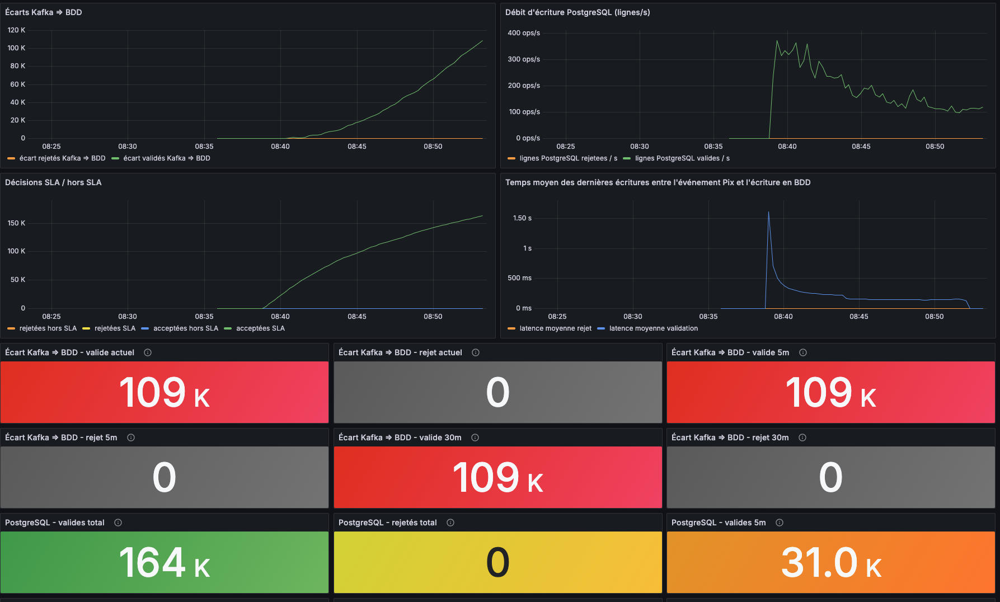 Écarts Kafka => BDD
120 K
100 K
80 K
60 K
40 K
20 K
0
08:25 08:30 08:35 08:40 08:45 08:50
écart rejetés Kafka => BDD écart validés Kafka => BDD
Débit d'écriture PostgreSQL (lignes/s)
400 ops/s
300 ops/s
200 ops/s
100 ops/s
0 ops/s
08:25 08:30 08:35 08:40 08:45 08:50
lignes PostgreSQL rejetees / s lignes PostgreSQL valides / s
Décisions SLA / hors SLA
150 K
100 K
50 K
0
08:25 08:30 08:35 08:40 08:45 08:50
rejetées hors SLA rejetées SLA acceptées hors SLA acceptées SLA
Temps moyen des dernières écritures entre l'événement Pix et l'écriture en BDD
1.50 s
1 s
500 ms
0 ms
08:25 08:30 08:35 08:40 08:45 08:50
latence moyenne rejet latence moyenne validation
Écart Kafka => BDD - valide actuel
109 K
Écart Kafka => BDD - rejet actuel
0
Écart Kafka => BDD - valide 5m
109 K
Écart Kafka => BDD - rejet 5m
0
Écart Kafka => BDD - valide 30m
109 K
Écart Kafka => BDD - rejet 30m
0
PostgreSQL - valides total
164 K
PostgreSQL - rejetés total
0
PostgreSQL - valides 5m
31.0 K